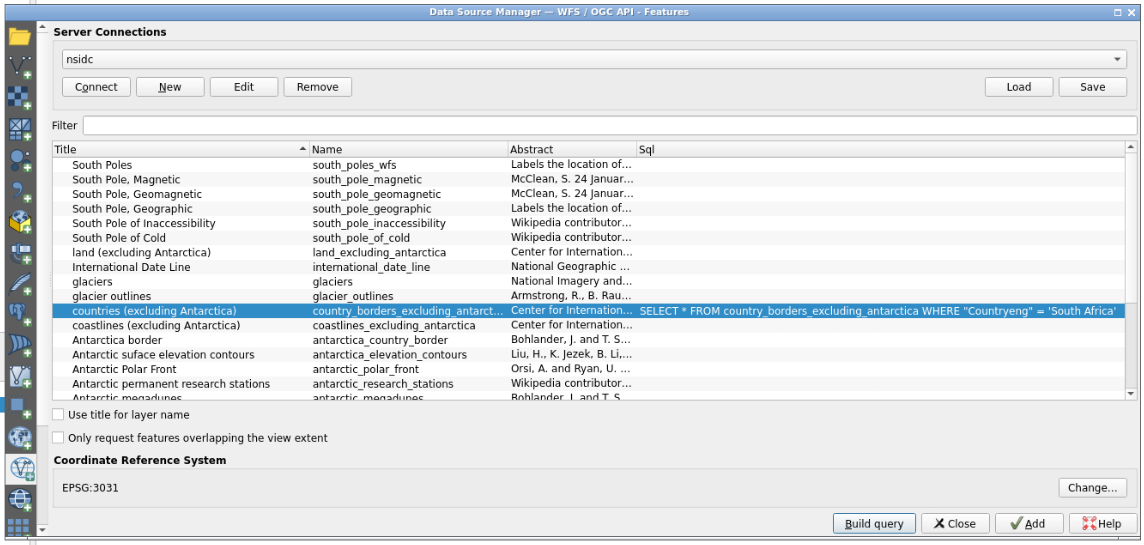 Data Source Manager — WFS / OGC API - Features
Server Connections
nsidc
Connect New Edit Remove Load Save
Filter
Title Name Abstract Sql
South Poles south_poles_wfs Labels the location of...
South Pole, Magnetic south_pole_magnetic McClean, S. 24 Januar...
South Pole, Geomagnetic south_pole_geomagnetic McClean, S. 24 Januar...
South Pole, Geographic south_pole_geographic Labels the location of...
South Pole of Inaccessibility south_pole_inaccessibility Wikipedia contributor...
South Pole of Cold south_pole_of_cold Wikipedia contributor...
land (excluding Antarctica) land_excluding_antarctica Center for Internation...
International Date Line international_date_line National Geographic ...
glaciers glaciers National Imagery and...
glacier outlines glacier_outlines Armstrong, R., B. Rau...
countries (excluding Antarctica) country_borders_excluding_antarct... Center for Internation... SELECT * FROM country_borders_excluding_antarctica WHERE "Countryeng" = 'South Africa'
coastlines (excluding Antarctica) coastlines_excluding_antarctica Center for Internation...
Antarctica border antarctica_country_border Bohlander, J. and T. S...
Antarctic suface elevation contours antarctica_elevation_contours Liu, H., K. Jezek, B. Li,...
Antarctic Polar Front antarctic_polar_front Orsi, A. and Ryan, U. ...
Antarctic permanent research stations antarctic_research_stations Wikipedia contributor...
Antarctic megadunes antarctic_megadunes Bohlander, J. and T. S...
Use title for layer name
Only request features overlapping the view extent
Coordinate Reference System
EPSG:3031 Change...
Build query Close Add Help